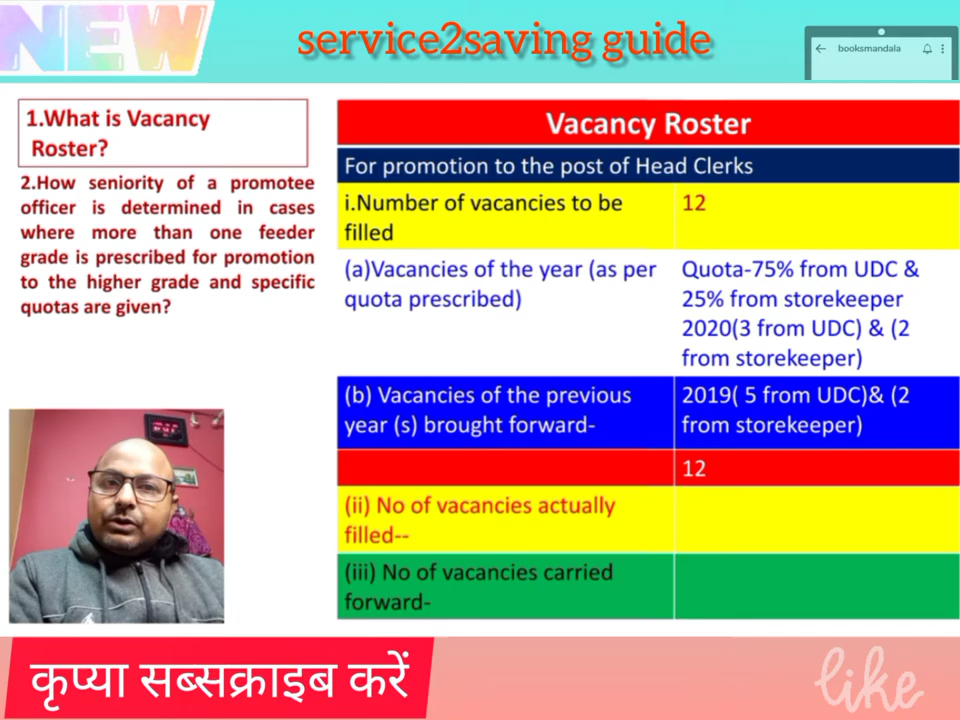 NEW
service2saving guide
booksmandala
1.What is Vacancy
Roster?
2.How seniority of a promotee
officer is determined in cases
where more than one feeder
grade is prescribed for promotion
to the higher grade and specific
quotas are given?
Vacancy Roster
For promotion to the post of Head Clerks
i.Number of vacancies to be
filled
12
(a)Vacancies of the year (as per
quota prescribed)
Quota-75% from UDC &
25% from storekeeper
2020(3 from UDC) & (2
from storekeeper)
(b) Vacancies of the previous
year (s) brought forward-
2019( 5 from UDC)& (2
from storekeeper)
12
(ii) No of vacancies actually
filled--
(iii) No of vacancies carried
forward-
कृप्या सब्सक्राइब करें
like